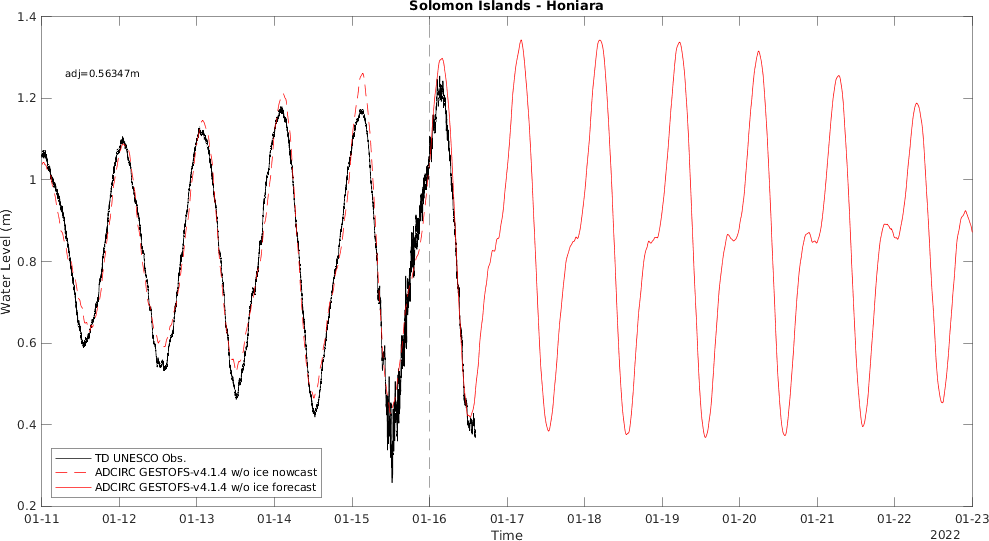 Solomon Islands - Honiara
1.4
1.2
1
0.8
0.6
0.4
0.2
Water Level (m)
adj=0.56347m
TD UNESCO Obs.
ADCIRC GESTOFS-v4.1.4 w/o ice nowcast
ADCIRC GESTOFS-v4.1.4 w/o ice forecast
01-11 01-12 01-13 01-14 01-15 01-16 01-17 01-18 01-19 01-20 01-21 01-22 01-23
Time
2022